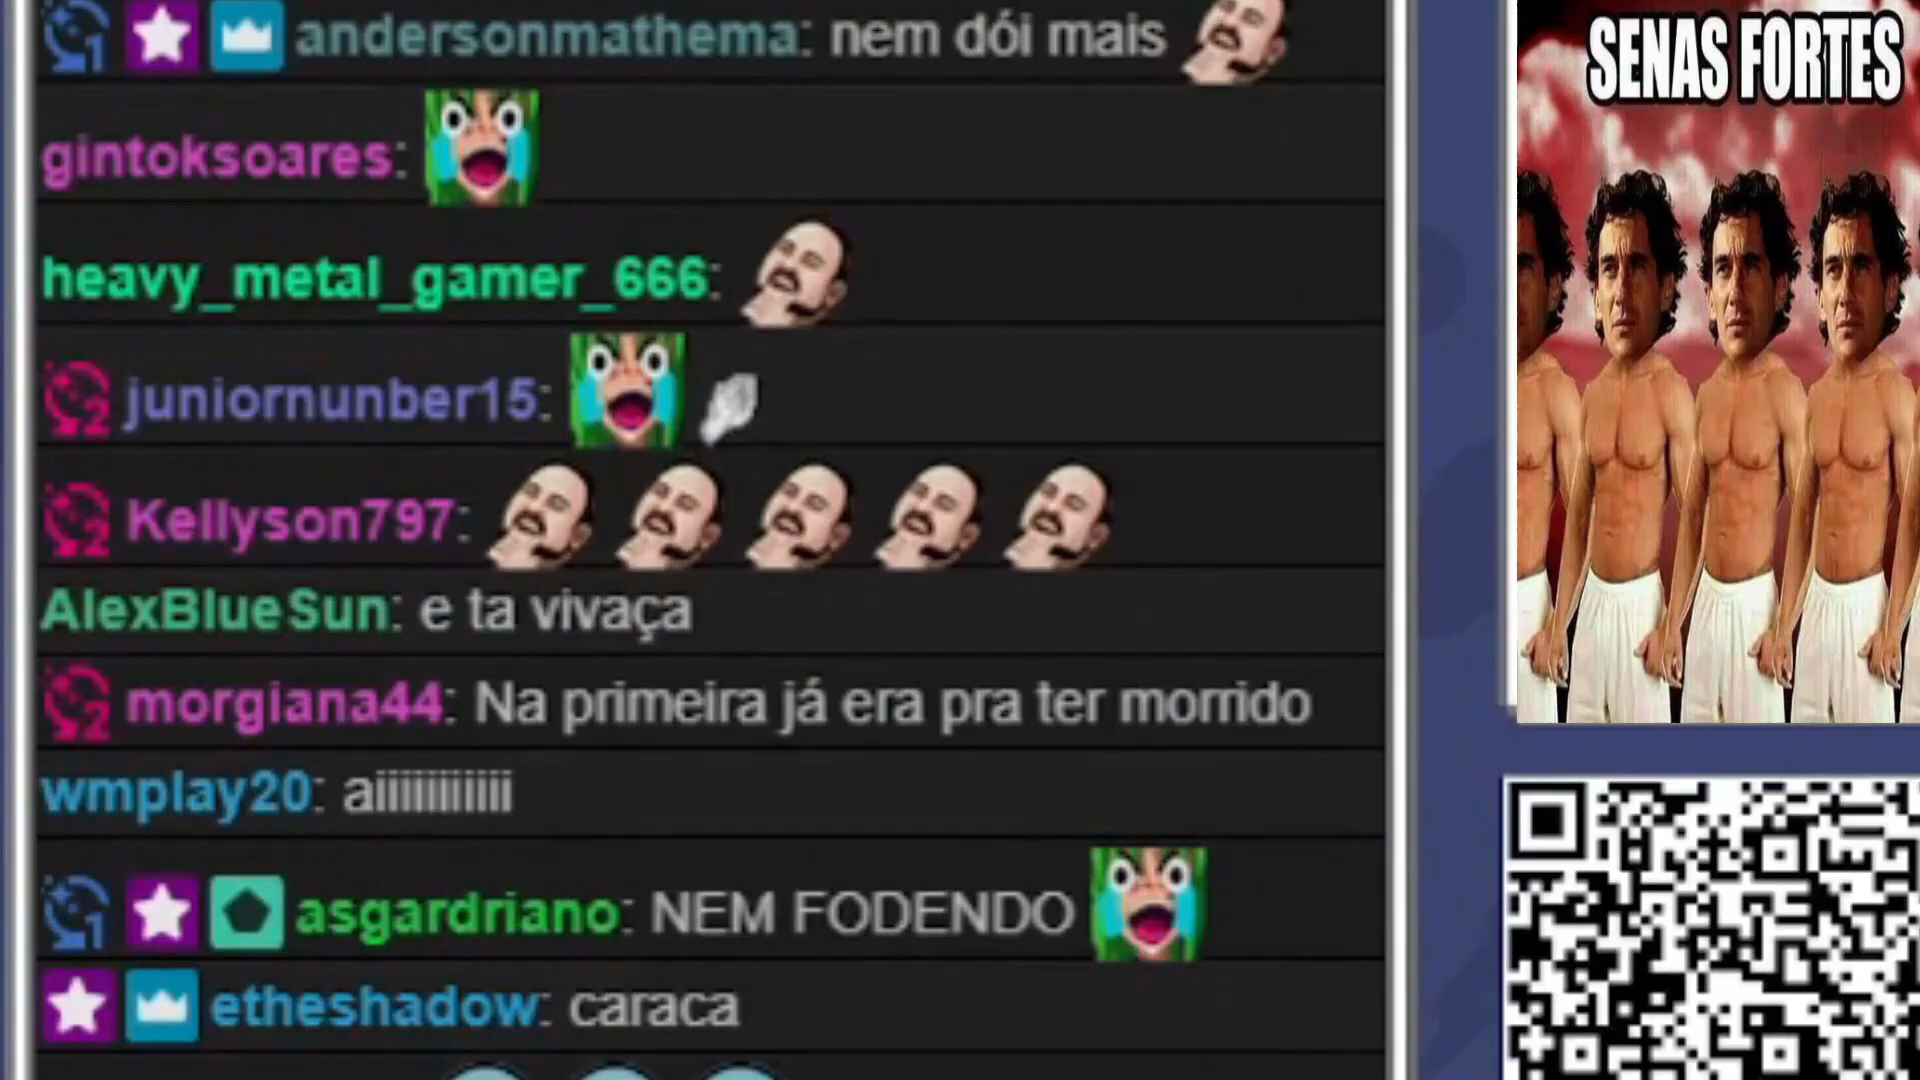 andersonmathema: nem dói mais
gintoksoares:
heavy_metal_gamer_666:
juniornunber15:
Kellyson797:
AlexBlueSun: e ta vivaça
morgiana44: Na primeira já era pra ter morrido
wmplay20: aiiiiiiiiiiii
asgardriano: NEM FODENDO
etheshadow: caraca
SENAS FORTES